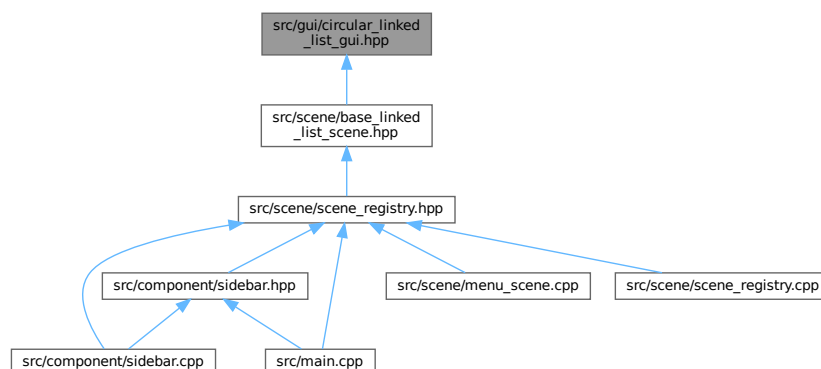 src/gui/circular_linked
_list_gui.hpp
src/scene/base_linked
_list_scene.hpp
src/scene/scene_registry.hpp
src/component/sidebar.hpp
src/scene/menu_scene.cpp
src/scene/scene_registry.cpp
src/component/sidebar.cpp
src/main.cpp